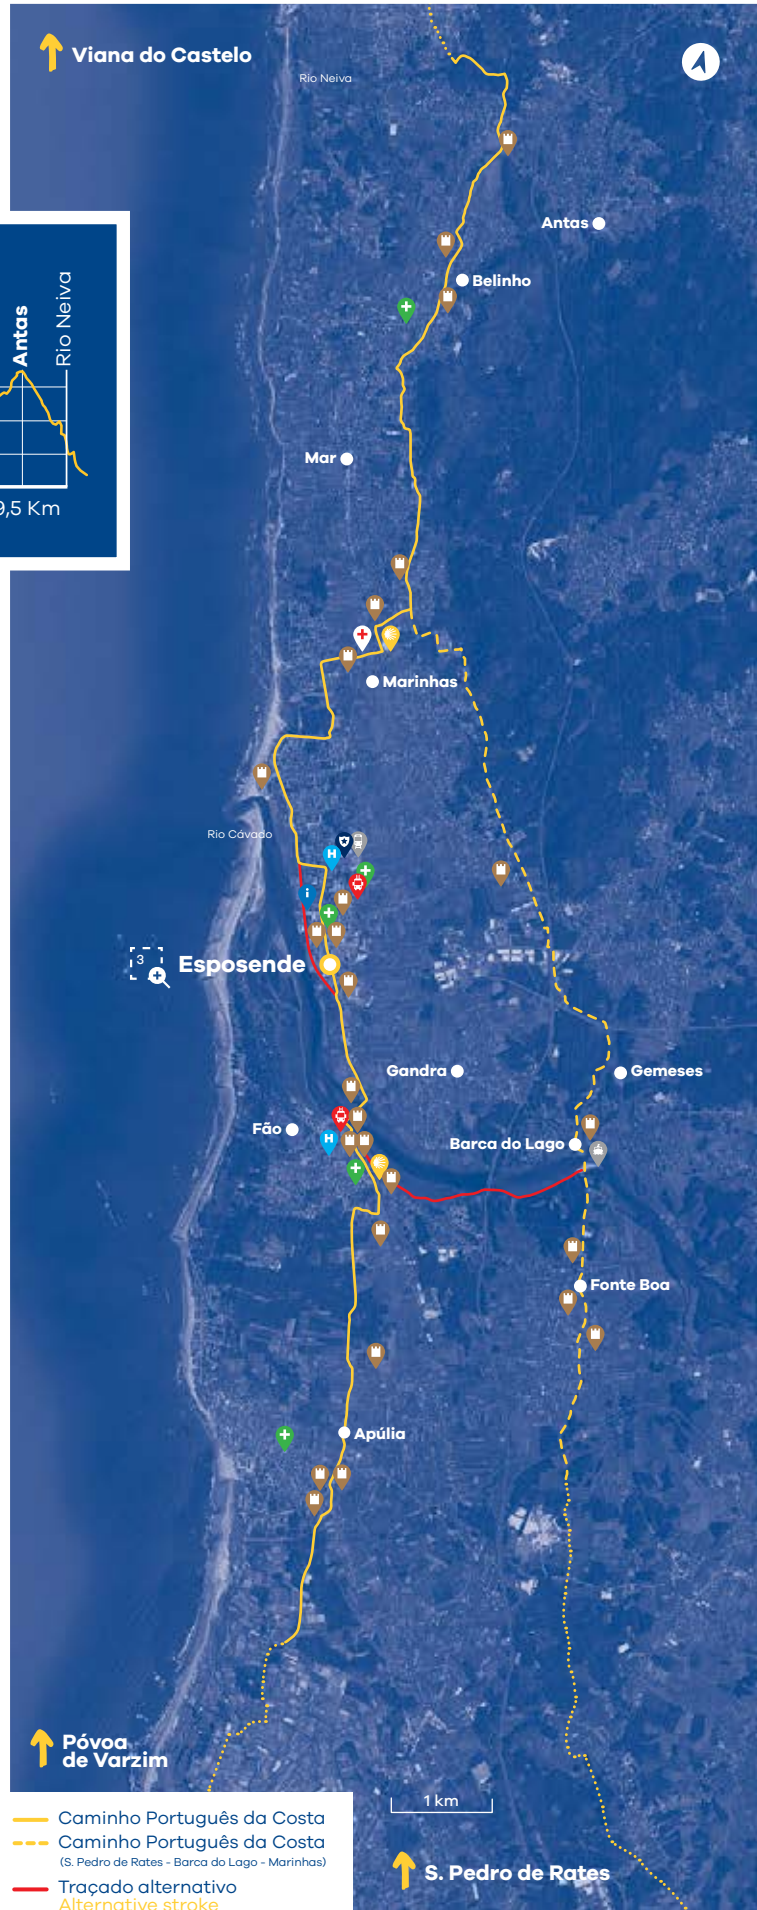 Viana do Castelo
Rio Neiva
Antas
Belinho
Antas
Rio Neiva
9,5 Km
Mar
Marinhas
Rio Cávado
H
i
3
Esposende
Gandra
Gemeses
Fão
H
Barca do Lago
Fonte Boa
Apúlia
Póvoa
de Varzim
1 km
Caminho Português da Costa
Caminho Português da Costa
(S. Pedro de Rates - Barca do Lago - Marinhas)
Traçado alternativo
Alternative stroke
S. Pedro de Rates